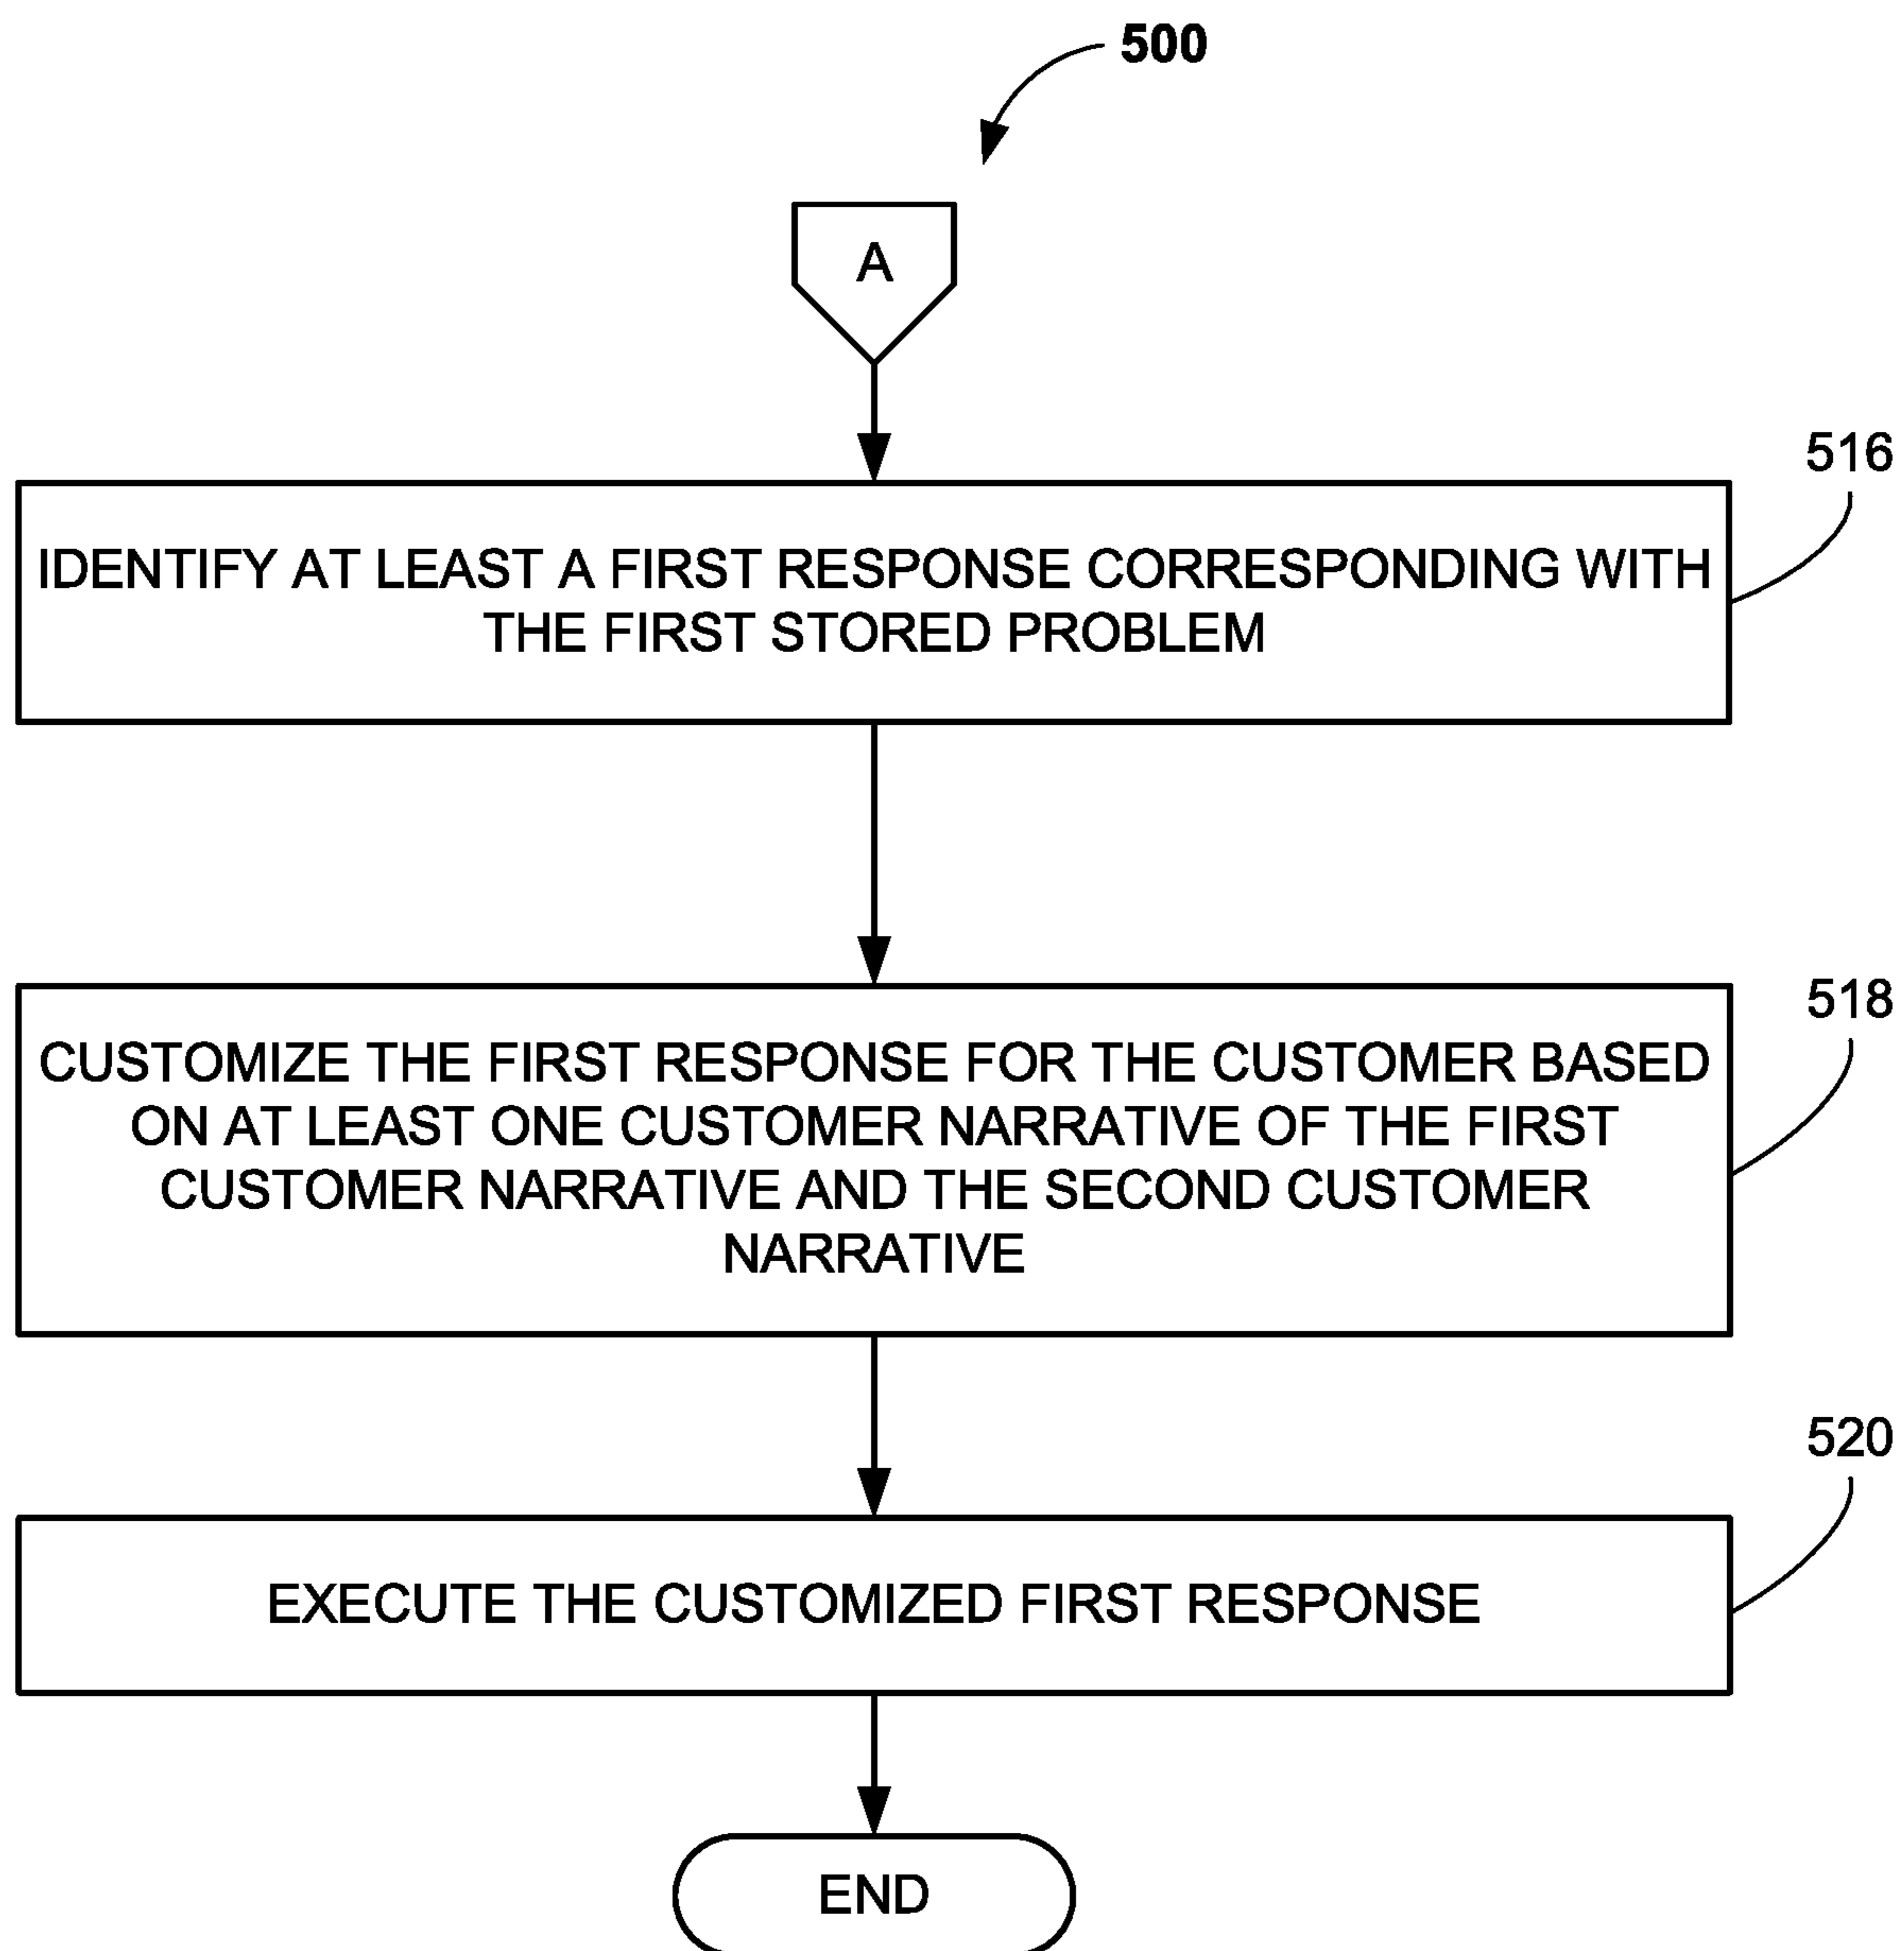 500
A
516
IDENTIFY AT LEAST A FIRST RESPONSE CORRESPONDING WITH
THE FIRST STORED PROBLEM
518
CUSTOMIZE THE FIRST RESPONSE FOR THE CUSTOMER BASED
ON AT LEAST ONE CUSTOMER NARRATIVE OF THE FIRST
CUSTOMER NARRATIVE AND THE SECOND CUSTOMER
NARRATIVE
520
EXECUTE THE CUSTOMIZED FIRST RESPONSE
END